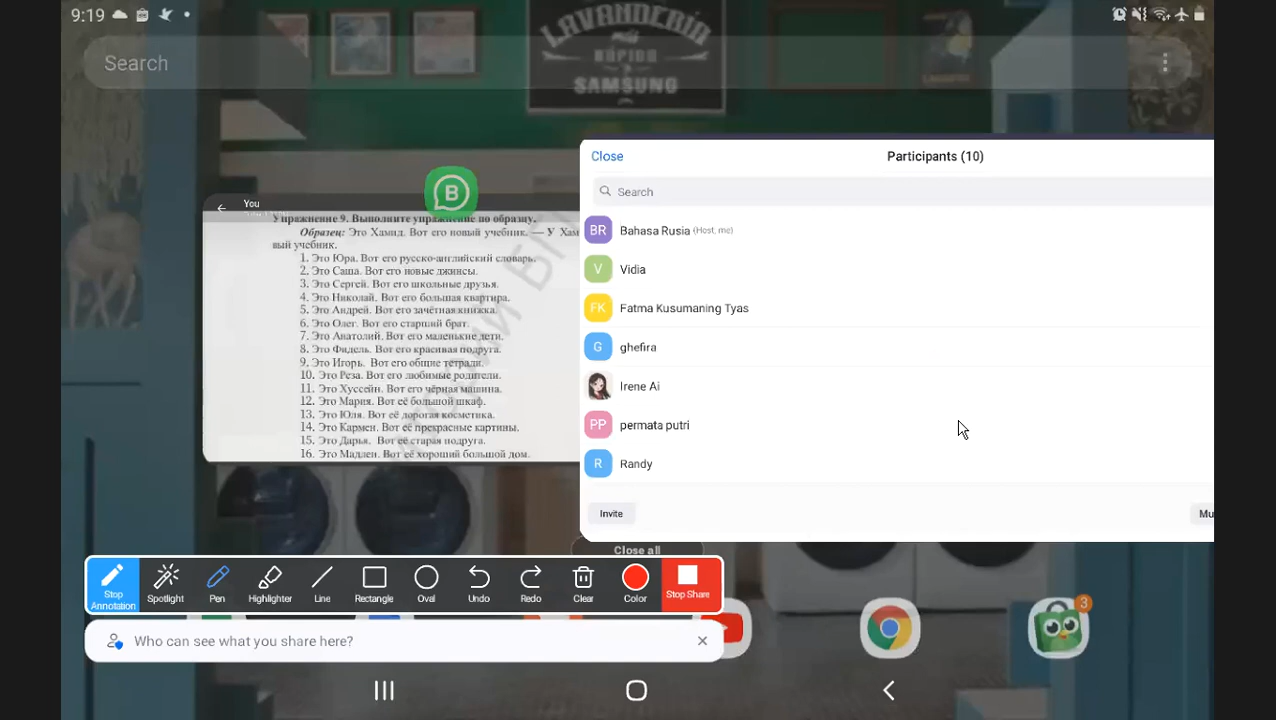 9:19
LAVANDERÍA
RÁPIDO
SAMSUNG
Search
Close
Participants (10)
Search
BR Bahasa Rusia (Host, me)
V Vidia
FK Fatma Kusumaning Tyas
G ghefira
Irene Ai
PP permata putri
R Randy
Invite
Mu
B
You
Упражнение 9. Выполните упражнение по образцу.
Образец: Это Хамид. Вот его новый учебник. — У Хам
вый учебник.
1. Это Юра. Вот его русско-английский словарь.
2. Это Саша. Вот его новые джинсы.
3. Это Сергей. Вот его школьные друзья.
4. Это Николай. Вот его большая квартира.
5. Это Андрей. Вот его зачётная книжка.
6. Это Олег. Вот его старший брат.
7. Это Анатолий. Вот его маленькие дети.
8. Это Фидель. Вот его красивая подруга.
9. Это Игорь. Вот его общие тетради.
10. Это Реза. Вот его любимые родители.
11. Это Хуссейн. Вот его чёрная машина.
12. Это Мария. Вот её большой шкаф.
13. Это Юля. Вот её дорогая косметика.
14. Это Кармен. Вот её прекрасные картины.
15. Это Дарья. Вот её старая подруга.
16. Это Мадлен. Вот её хороший большой дом.
Close all
Stop Annotation
Spotlight
Pen
Highlighter
Line
Rectangle
Oval
Undo
Redo
Clear
Color
Stop Share
Who can see what you share here?
3